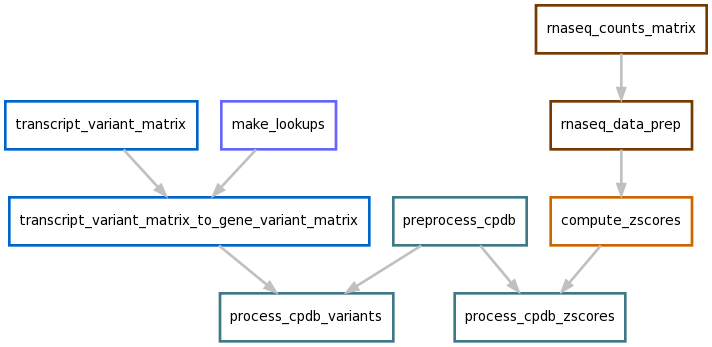 rnaseq_counts_matrix
transcript_variant_matrix
make_lookups
rnaseq_data_prep
transcript_variant_matrix_to_gene_variant_matrix
preprocess_cpdb
compute_zscores
process_cpdb_variants
process_cpdb_zscores